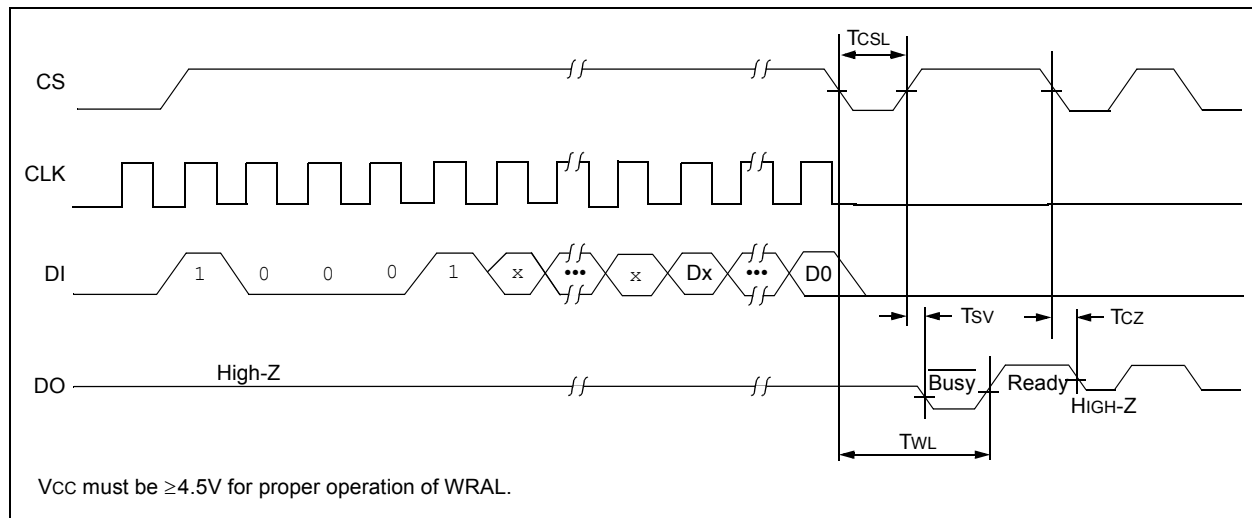 TCSL
CS
CLK
DI 1 0 0 0 1 x ••• x Dx ••• D0
TSV TCZ
DO High-Z Busy Ready
HIGH-Z
TWL
VCC must be ≥4.5V for proper operation of WRAL.